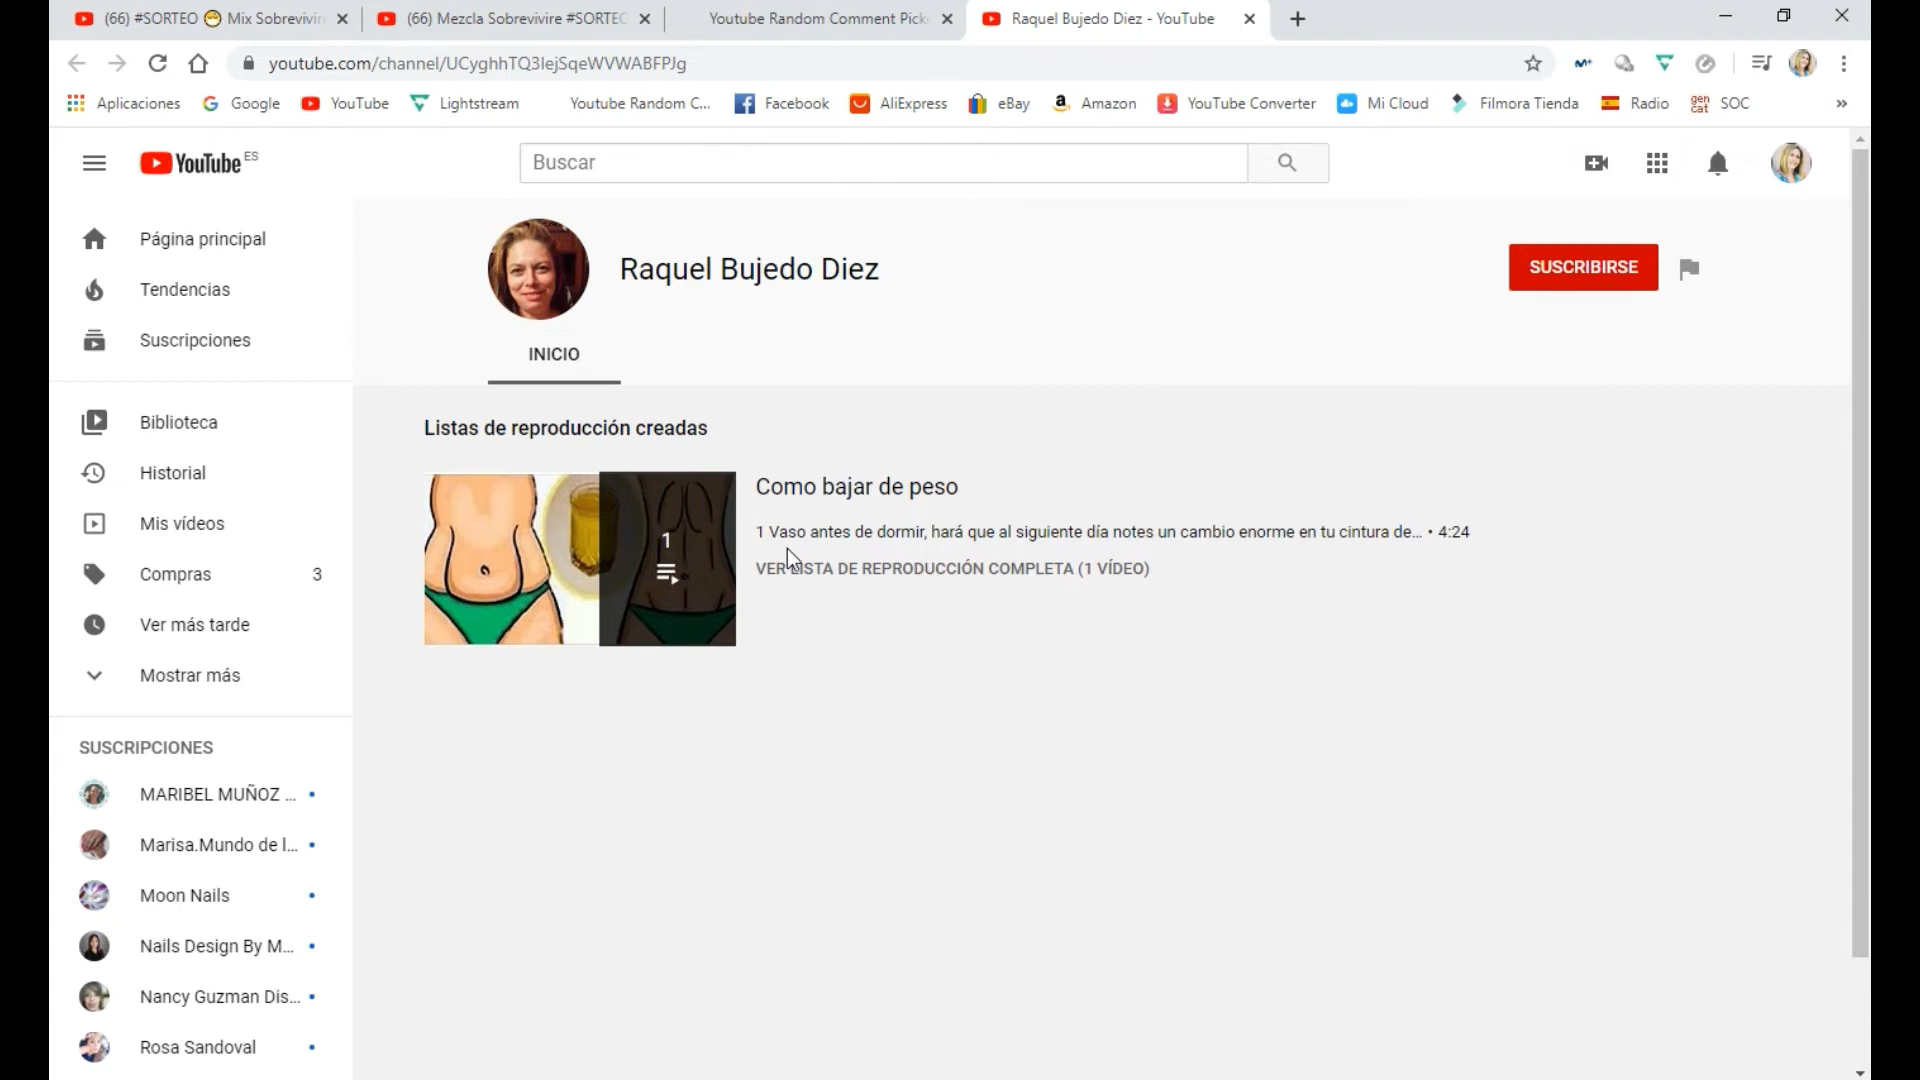 (66) #SORTEO 😁 Mix Sobrevivir
(66) Mezcla Sobrevivire #SORTEO
Youtube Random Comment Picke
Raquel Bujedo Diez - YouTube
youtube.com/channel/UCyghhTQ3IejSqeWVWABFPJg
Aplicaciones
Google
YouTube
Lightstream
Youtube Random C...
Facebook
AliExpress
eBay
Amazon
YouTube Converter
Mi Cloud
Filmora Tienda
Radio
gen
cat
SOC
»
YouTube ES
Buscar
Página principal
Tendencias
Suscripciones
Biblioteca
Historial
Mis vídeos
Compras 3
Ver más tarde
Mostrar más
SUSCRIPCIONES
MARIBEL MUÑOZ ...
Marisa.Mundo de l...
Moon Nails
Nails Design By M...
Nancy Guzman Dis...
Rosa Sandoval
Raquel Bujedo Diez
SUSCRIBIRSE
INICIO
Listas de reproducción creadas
1
Como bajar de peso
1 Vaso antes de dormir, hará que al siguiente día notes un cambio enorme en tu cintura de... • 4:24
VER LISTA DE REPRODUCCIÓN COMPLETA (1 VÍDEO)